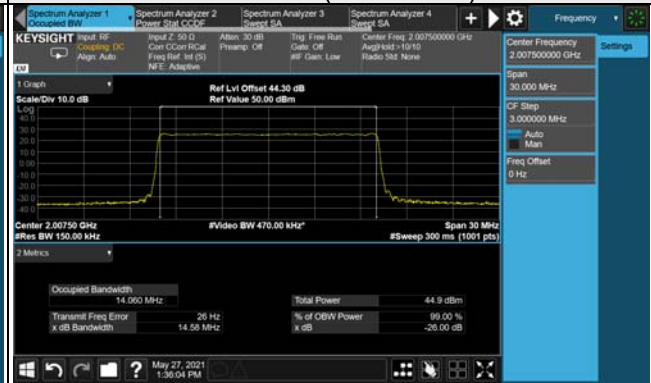 Spectrum Analyzer 1
Occupied BW
Spectrum Analyzer 2
Power Stat CCDF
Spectrum Analyzer 3
Swept SA
Spectrum Analyzer 4
Swept SA
+
Frequency
KEYSIGHT
Input: RF
Coupling: DC
Align: Auto
Input Z: 50 Ω
Corr CCorr RCal
Freq Ref: Int (S)
NFE: Adaptive
Atten: 30 dB
Preamp: Off
Trig: Free Run
Gate: Off
#IF Gain: Low
Center Freq: 2.007500000 GHz
Avg|Hold:>10/10
Radio Std: None
Center Frequency
2.007500000 GHz
Settings
Span
30.000 MHz
CF Step
3.000000 MHz
Auto
Man
Freq Offset
0 Hz
1 Graph
Scale/Div 10.0 dB
Ref Lvl Offset 44.30 dB
Ref Value 50.00 dBm
Log
40.0
30.0
20.0
10.0
0.00
-10.0
-20.0
-30.0
-40.0
Center 2.00750 GHz
#Res BW 150.00 kHz
#Video BW 470.00 kHz*
Span 30 MHz
#Sweep 300 ms (1001 pts)
2 Metrics
Occupied Bandwidth
14.060 MHz
Total Power 44.9 dBm
Transmit Freq Error 26 Hz
% of OBW Power 99.00 %
x dB Bandwidth 14.58 MHz
x dB -26.00 dB
?
May 27, 2021
1:36:04 PM